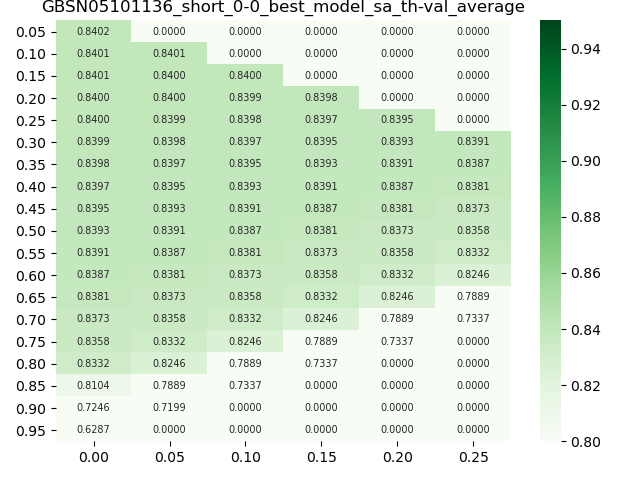 GBSN05101136_short_0-0_best_model_sa_th-val_average
0.05 0.8402 0.0000 0.0000 0.0000 0.0000 0.0000
0.10 0.8401 0.8401 0.0000 0.0000 0.0000 0.0000
0.15 0.8401 0.8400 0.8400 0.0000 0.0000 0.0000
0.20 0.8400 0.8400 0.8399 0.8398 0.0000 0.0000
0.25 0.8400 0.8399 0.8398 0.8397 0.8395 0.0000
0.30 0.8399 0.8398 0.8397 0.8395 0.8393 0.8391
0.35 0.8398 0.8397 0.8395 0.8393 0.8391 0.8387
0.40 0.8397 0.8395 0.8393 0.8391 0.8387 0.8381
0.45 0.8395 0.8393 0.8391 0.8387 0.8381 0.8373
0.50 0.8393 0.8391 0.8387 0.8381 0.8373 0.8358
0.55 0.8391 0.8387 0.8381 0.8373 0.8358 0.8332
0.60 0.8387 0.8381 0.8373 0.8358 0.8332 0.8246
0.65 0.8381 0.8373 0.8358 0.8332 0.8246 0.7889
0.70 0.8373 0.8358 0.8332 0.8246 0.7889 0.7337
0.75 0.8358 0.8332 0.8246 0.7889 0.7337 0.0000
0.80 0.8332 0.8246 0.7889 0.7337 0.0000 0.0000
0.85 0.8104 0.7889 0.7337 0.0000 0.0000 0.0000
0.90 0.7246 0.7199 0.0000 0.0000 0.0000 0.0000
0.95 0.6287 0.0000 0.0000 0.0000 0.0000 0.0000
0.00 0.05 0.10 0.15 0.20 0.25
0.94
0.92
0.90
0.88
0.86
0.84
0.82
0.80